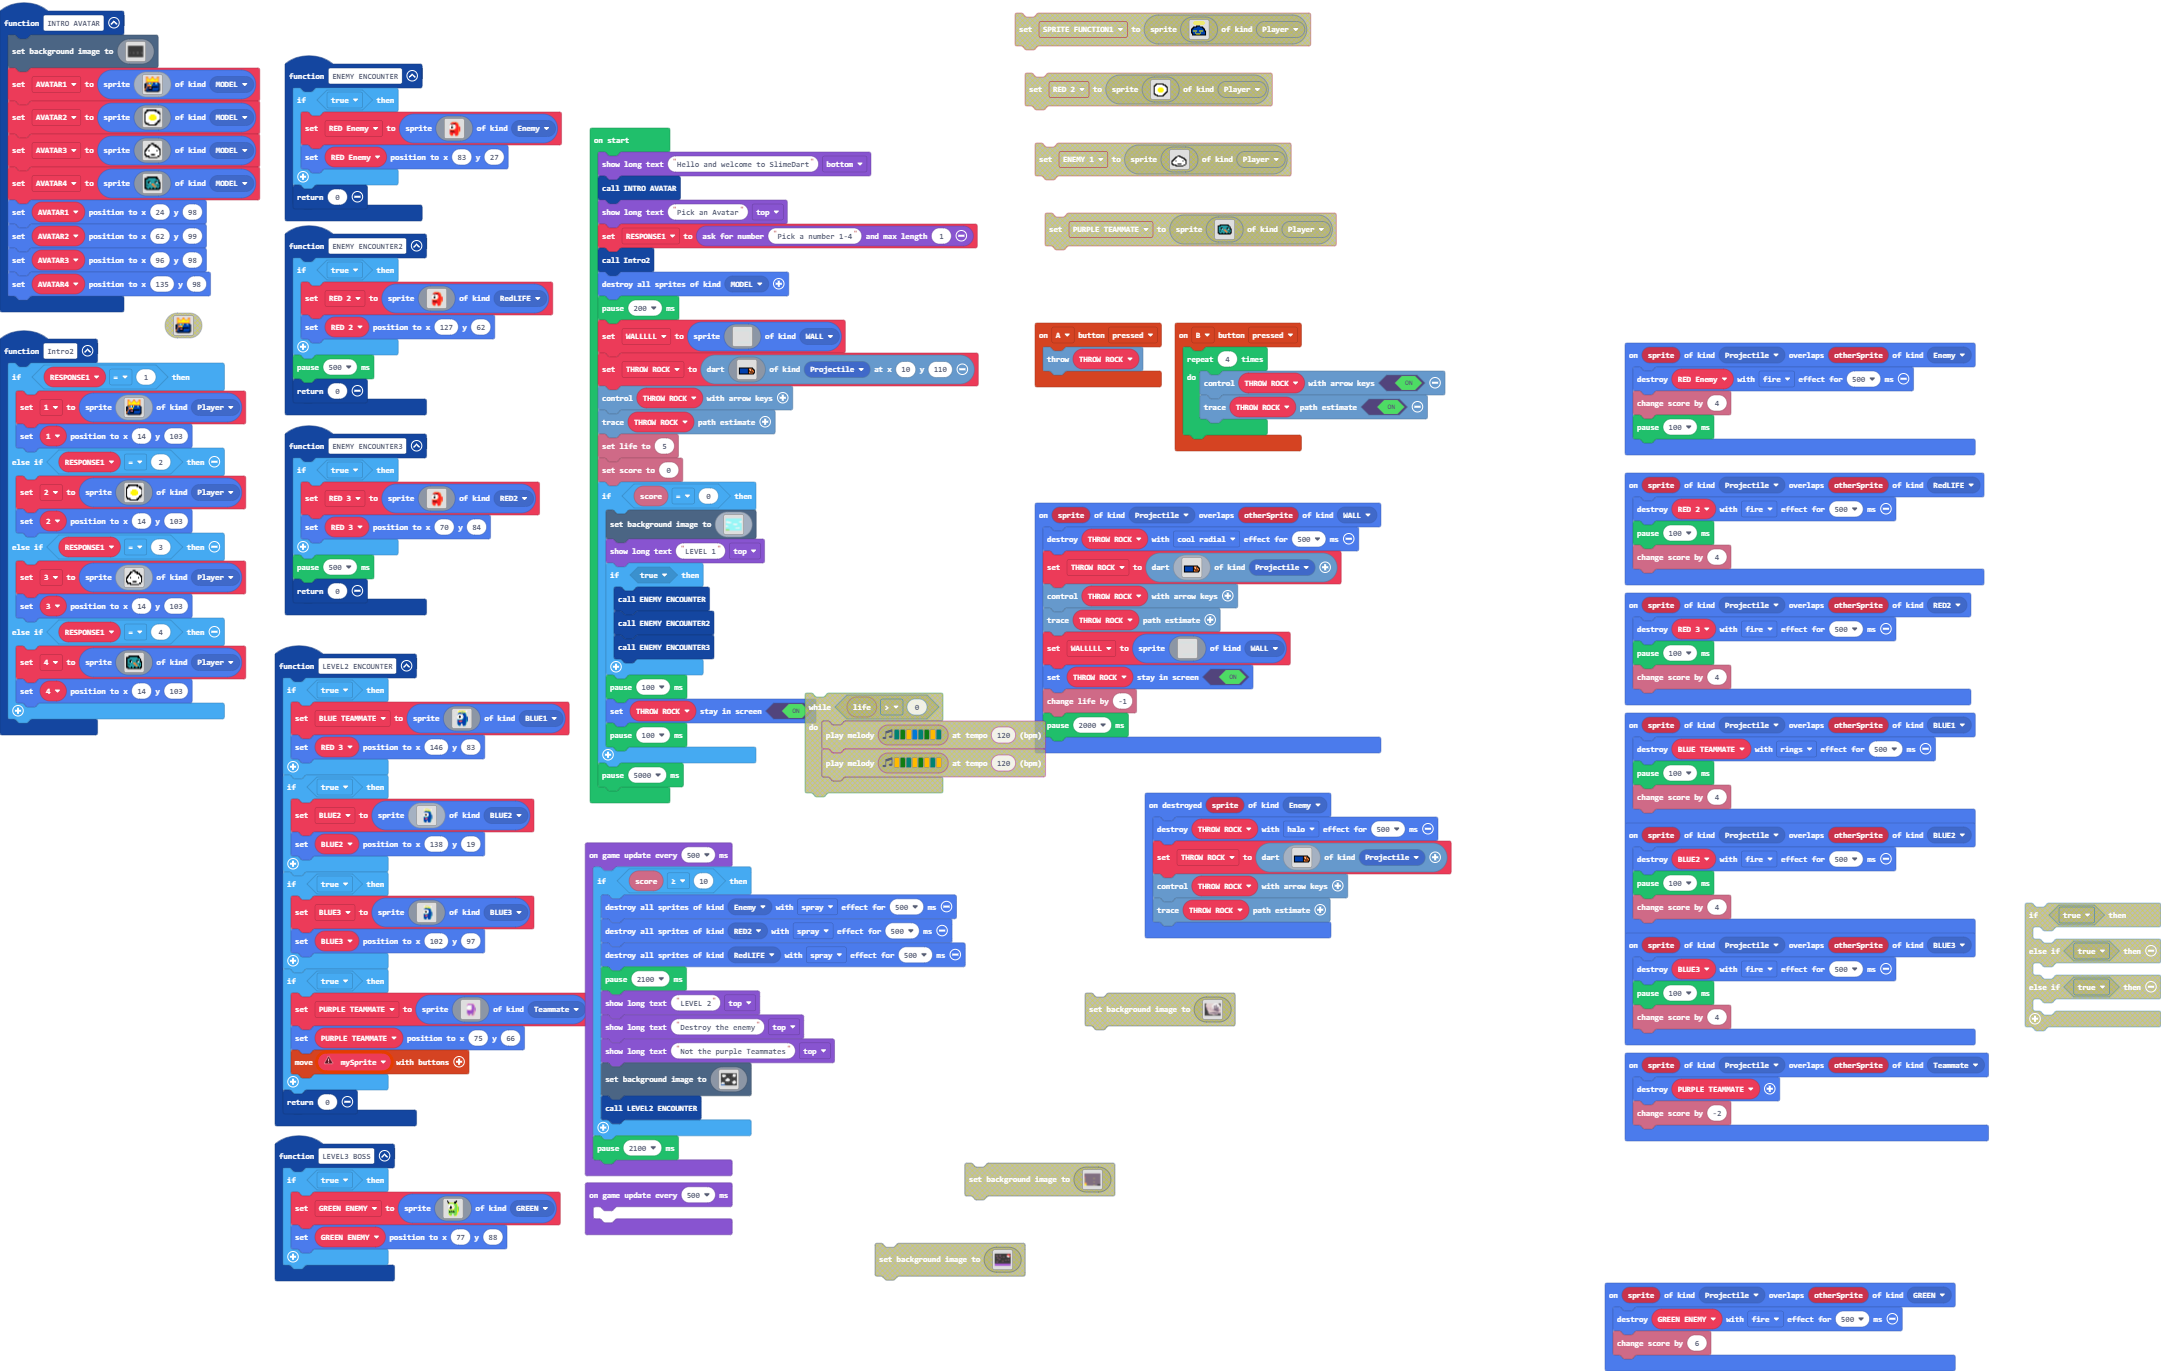 function INTRO AVATAR
set background image to
set AVATAR1 to sprite of kind MODEL
set AVATAR2 to sprite of kind MODEL
set AVATAR3 to sprite of kind MODEL
set AVATAR4 to sprite of kind MODEL
set AVATAR1 position to x 24 y 98
set AVATAR2 position to x 62 y 99
set AVATAR3 position to x 96 y 98
set AVATAR4 position to x 135 y 98
function Intro2
if RESPONSE1 = 1 then
set 1 to sprite of kind Player
set 1 position to x 14 y 103
else if RESPONSE1 = 2 then
set 2 to sprite of kind Player
set 2 position to x 14 y 103
else if RESPONSE1 = 3 then
set 3 to sprite of kind Player
set 3 position to x 14 y 103
else if RESPONSE1 = 4 then
set 4 to sprite of kind Player
set 4 position to x 14 y 103
function ENEMY ENCOUNTER
if true then
set RED Enemy to sprite of kind Enemy
set RED Enemy position to x 83 y 27
return 0
function ENEMY ENCOUNTER2
if true then
set RED 2 to sprite of kind RedLIFE
set RED 2 position to x 127 y 62
pause 500 ms
return 0
function ENEMY ENCOUNTER3
if true then
set RED 3 to sprite of kind RED2
set RED 3 position to x 70 y 84
pause 500 ms
return 0
function LEVEL2 ENCOUNTER
if true then
set BLUE TEAMMATE to sprite of kind BLUE1
set RED 3 position to x 146 y 83
if true then
set BLUE2 to sprite of kind BLUE2
set BLUE2 position to x 138 y 19
if true then
set BLUE3 to sprite of kind BLUE3
set BLUE3 position to x 102 y 97
if true then
set PURPLE TEAMMATE to sprite of kind Teammate
set PURPLE TEAMMATE position to x 75 y 66
move mySprite with buttons
return 0
function LEVEL3 BOSS
if true then
set GREEN ENEMY to sprite of kind GREEN
set GREEN ENEMY position to x 77 y 88
on start
show long text "Hello and welcome to SlimeDart" bottom
call INTRO AVATAR
show long text "Pick an Avatar" top
set RESPONSE1 to ask for number "Pick a number 1-4" and max length 1
call Intro2
destroy all sprites of kind MODEL
pause 200 ms
set WALLLLL to sprite of kind WALL
set THROW ROCK to dart of kind Projectile at x 10 y 110
control THROW ROCK with arrow keys
trace THROW ROCK path estimate
set life to 5
set score to 0
if score = 0 then
set background image to
show long text "LEVEL 1" top
if true then
call ENEMY ENCOUNTER
call ENEMY ENCOUNTER2
call ENEMY ENCOUNTER3
pause 100 ms
set THROW ROCK stay in screen ON
pause 100 ms
pause 5000 ms
while life > 0
do
play melody at tempo 120 (bpm)
play melody at tempo 120 (bpm)
on game update every 500 ms
if score ≥ 10 then
destroy all sprites of kind Enemy with spray effect for 500 ms
destroy all sprites of kind RED2 with spray effect for 500 ms
destroy all sprites of kind RedLIFE with spray effect for 500 ms
pause 2100 ms
show long text "LEVEL 2" top
show long text "Destroy the enemy" top
show long text "Not the purple Teammates" top
set background image to
call LEVEL2 ENCOUNTER
pause 2100 ms
on game update every 500 ms
set SPRITE FUNCTION1 to sprite of kind Player
set RED 2 to sprite of kind Player
set ENEMY 1 to sprite of kind Player
set PURPLE TEAMMATE to sprite of kind Player
on A button pressed
throw THROW ROCK
on B button pressed
repeat 4 times
do
control THROW ROCK with arrow keys ON
trace THROW ROCK path estimate ON
on sprite of kind Projectile overlaps otherSprite of kind WALL
destroy THROW ROCK with cool radial effect for 500 ms
set THROW ROCK to dart of kind Projectile
control THROW ROCK with arrow keys
trace THROW ROCK path estimate
set WALLLLL to sprite of kind WALL
set THROW ROCK stay in screen ON
change life by -1
pause 2000 ms
on destroyed sprite of kind Enemy
destroy THROW ROCK with halo effect for 500 ms
set THROW ROCK to dart of kind Projectile
control THROW ROCK with arrow keys
trace THROW ROCK path estimate
set background image to
set background image to
set background image to
on sprite of kind Projectile overlaps otherSprite of kind Enemy
destroy RED Enemy with fire effect for 500 ms
change score by 4
pause 100 ms
on sprite of kind Projectile overlaps otherSprite of kind RedLIFE
destroy RED 2 with fire effect for 500 ms
pause 100 ms
change score by 4
on sprite of kind Projectile overlaps otherSprite of kind RED2
destroy RED 3 with fire effect for 500 ms
pause 100 ms
change score by 4
on sprite of kind Projectile overlaps otherSprite of kind BLUE1
destroy BLUE TEAMMATE with rings effect for 500 ms
pause 100 ms
change score by 4
on sprite of kind Projectile overlaps otherSprite of kind BLUE2
destroy BLUE2 with fire effect for 500 ms
pause 100 ms
change score by 4
on sprite of kind Projectile overlaps otherSprite of kind BLUE3
destroy BLUE3 with fire effect for 500 ms
pause 100 ms
change score by 4
on sprite of kind Projectile overlaps otherSprite of kind Teammate
destroy PURPLE TEAMMATE
change score by -2
if true then
else if true then
else if true then
on sprite of kind Projectile overlaps otherSprite of kind GREEN
destroy GREEN ENEMY with fire effect for 500 ms
change score by 6